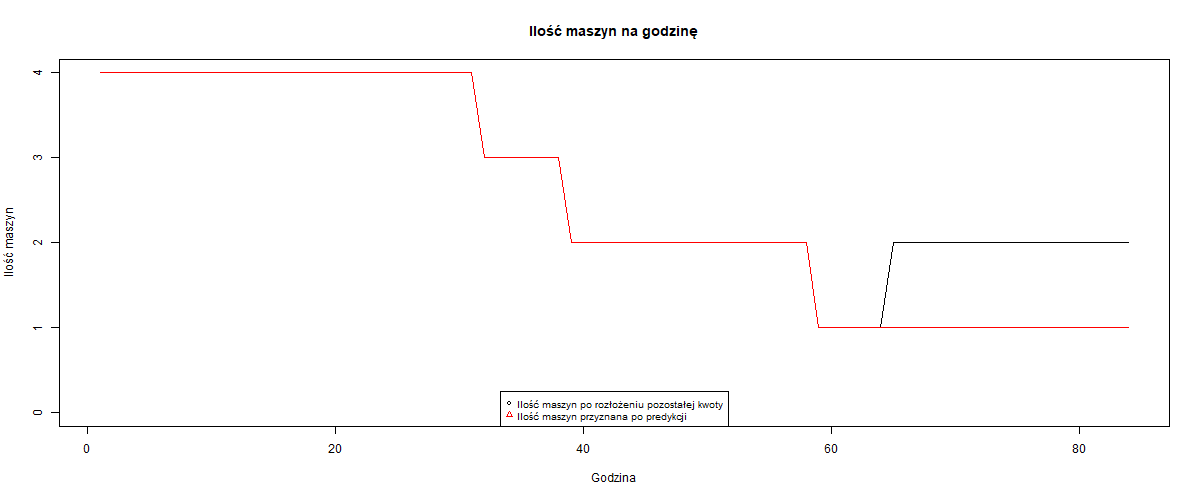 Ilość maszyn na godzinę
4
3
2
1
0
Ilość maszyn
Ilość maszyn po rozłożeniu pozostałej kwoty
Ilość maszyn przyznana po predykcji
0 20 40 60 80
Godzina